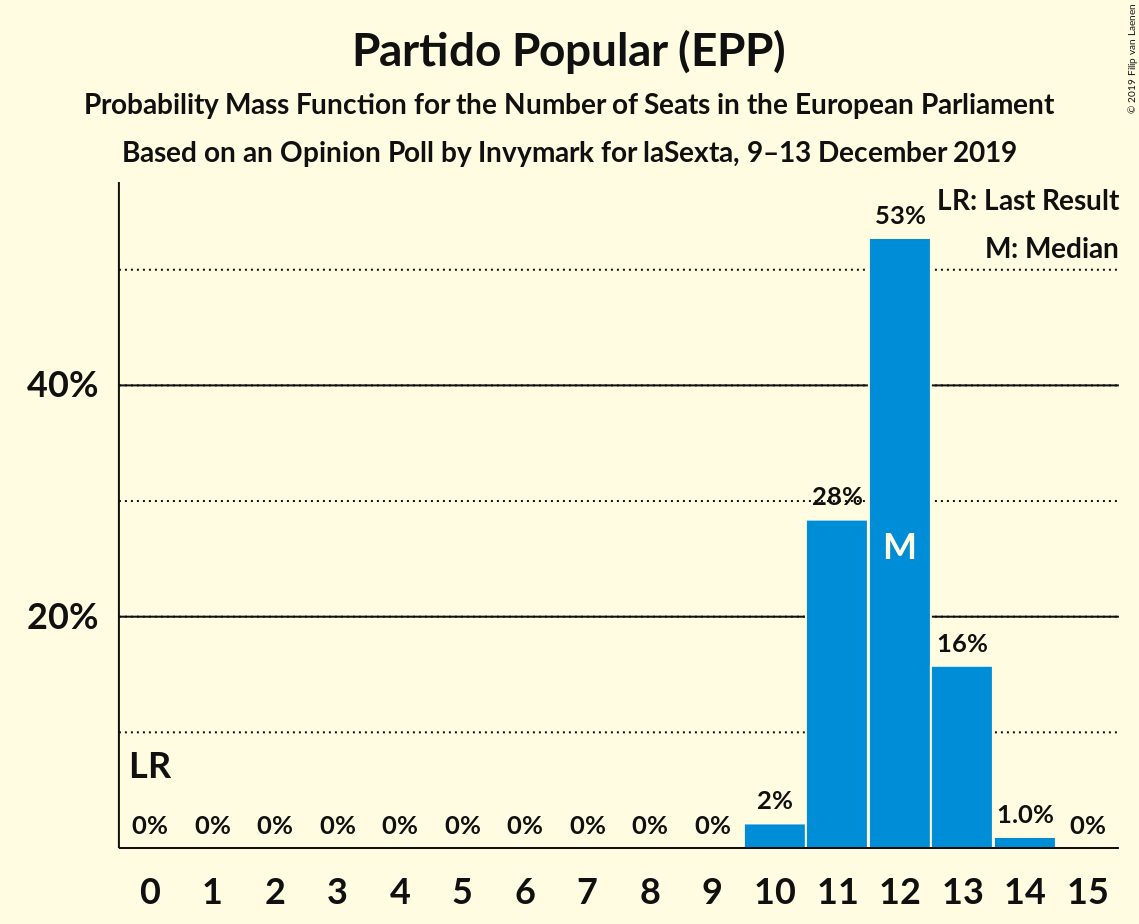 Partido Popular (EPP)
Probability Mass Function for the Number of Seats in the European Parliament
Based on an Opinion Poll by Invymark for laSexta, 9–13 December 2019
© 2019 Filip van Laenen
LR: Last Result
M: Median
53%
40%
28%
M
20%
16%
LR
2%
1.0%
0% 0% 0% 0% 0% 0% 0% 0% 0% 0% 0%
0 1 2 3 4 5 6 7 8 9 10 11 12 13 14 15